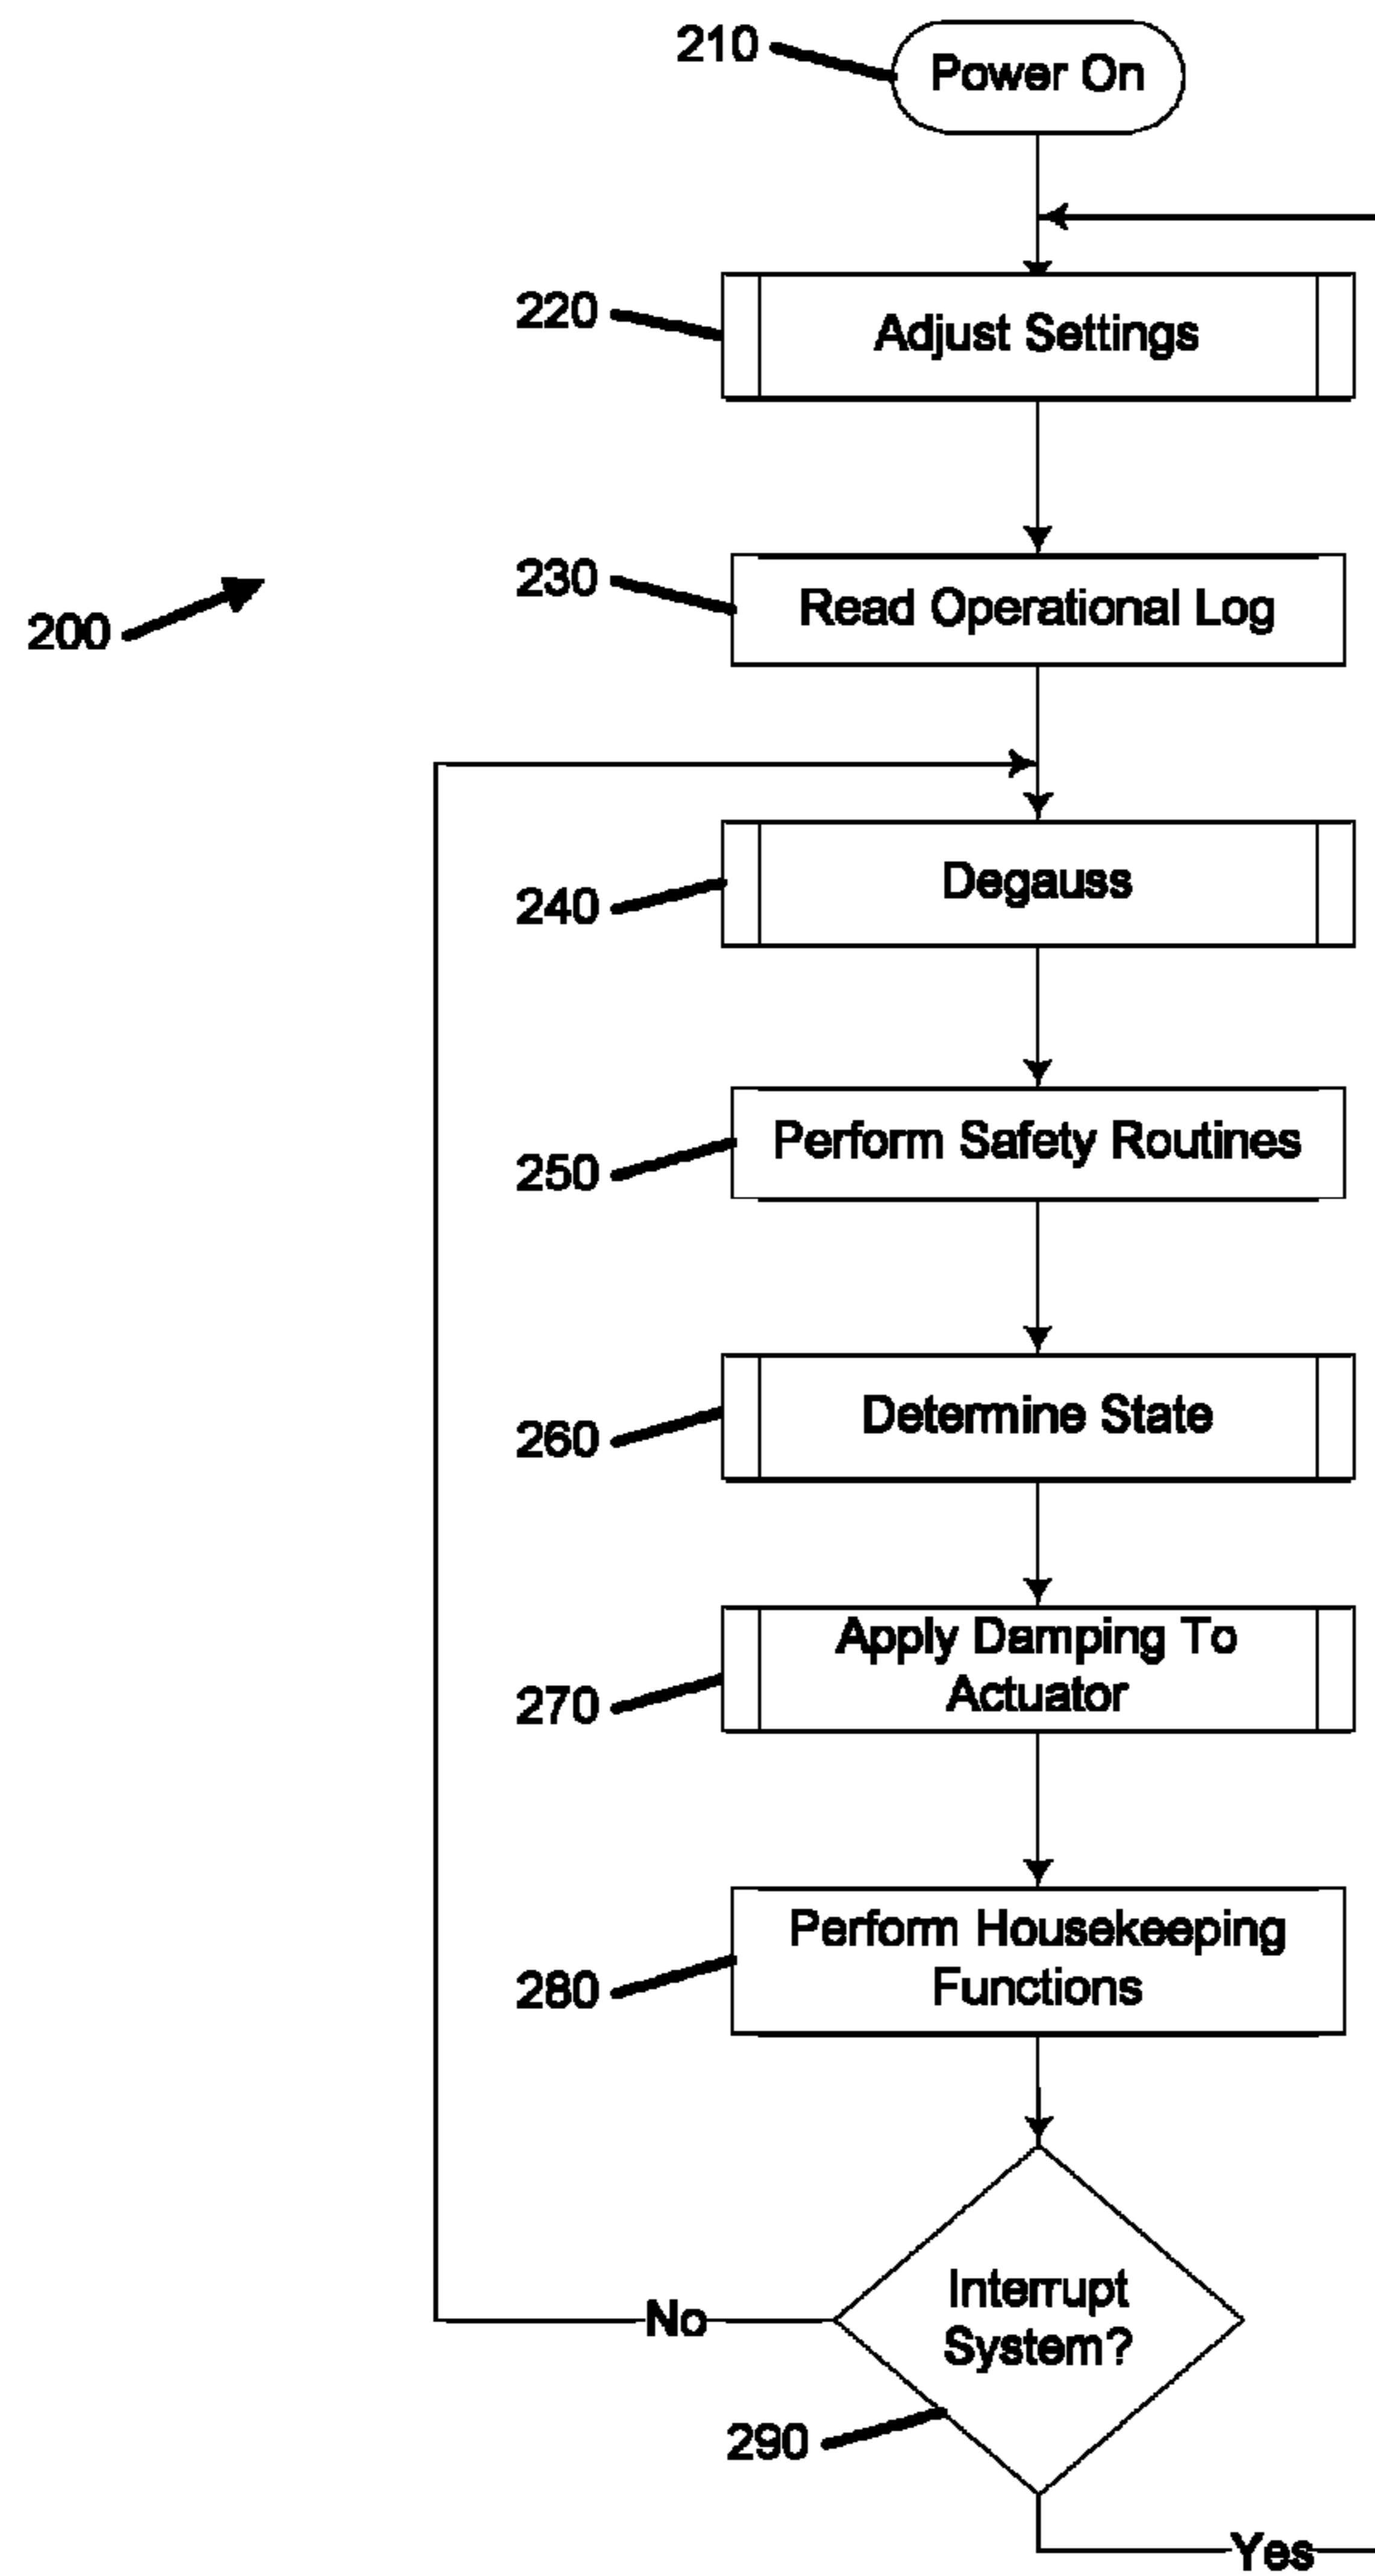 210
Power On
220
Adjust Settings
230
Read Operational Log
200
240
Degauss
250
Perform Safety Routines
260
Determine State
270
Apply Damping To
Actuator
280
Perform Housekeeping
Functions
Interrupt
System?
No
290
Yes